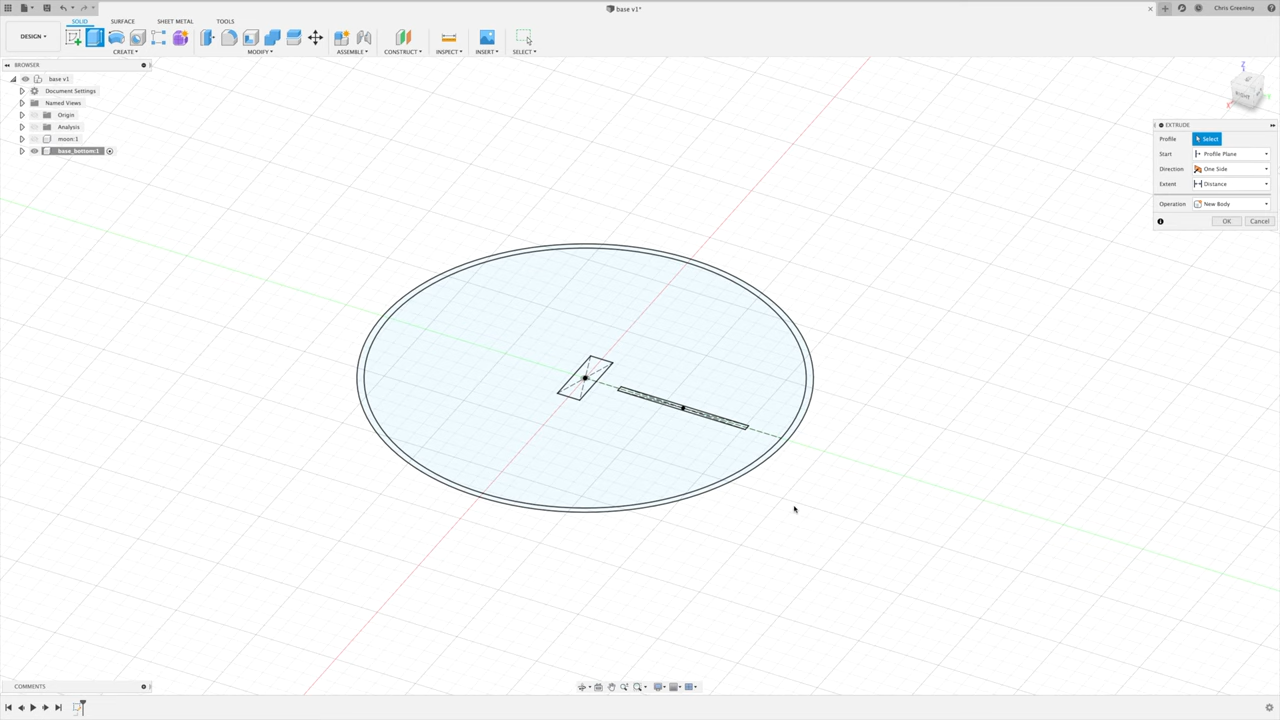 base v1*
Chris Greening
DESIGN
SOLID SURFACE SHEET METAL TOOLS
CREATE MODIFY ASSEMBLE CONSTRUCT INSPECT INSERT SELECT
BROWSER
base v1
Document Settings
Named Views
Origin
Analysis
moon:1
base_bottom:1
Z
X
EXTRUDE
Profile Select
Start Profile Plane
Direction One Side
Extent Distance
Operation New Body
OK Cancel
COMMENTS